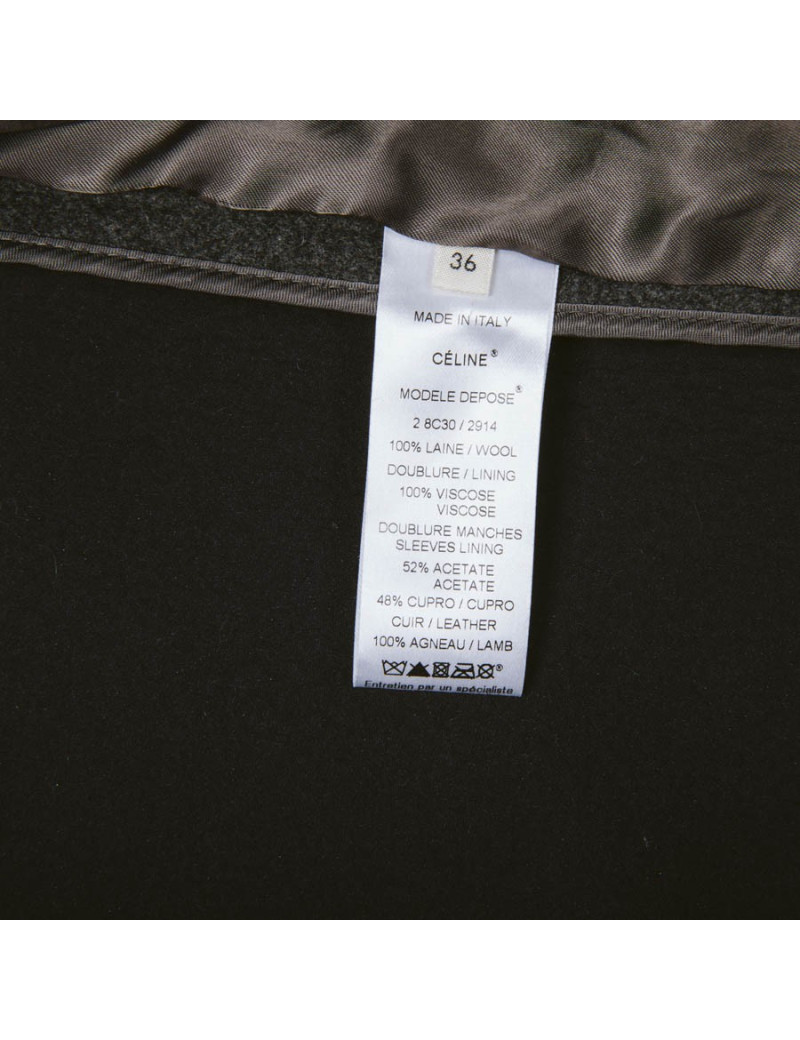 36
MADE IN ITALY
CÉLINE®
MODELE DEPOSE®
2 8C30 / 2914
100% LAINE / WOOL
DOUBLURE / LINING
100% VISCOSE
VISCOSE
DOUBLURE MANCHES
SLEEVES LINING
52% ACETATE
ACETATE
48% CUPRO / CUPRO
CUIR / LEATHER
100% AGNEAU / LAMB
Entretien par un spécialiste